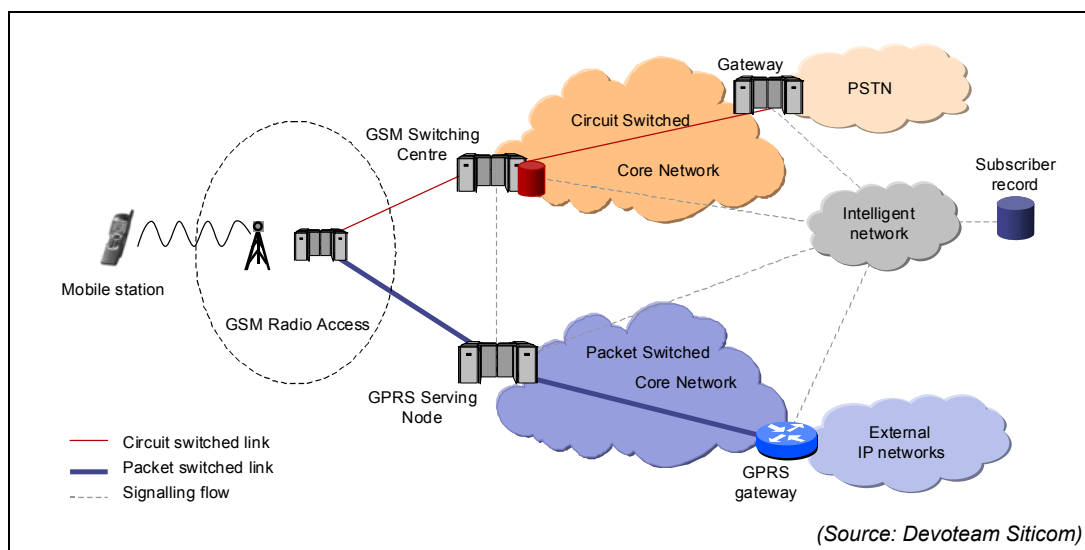 Gateway
PSTN
Circuit Switched
Core Network
GSM Switching
Centre
Subscriber
record
Intelligent
network
Mobile station
GSM Radio Access
Packet Switched
Core Network
GPRS Serving
Node
External
IP networks
GPRS
gateway
Circuit switched link
Packet switched link
Signalling flow
(Source: Devoteam Siticom)